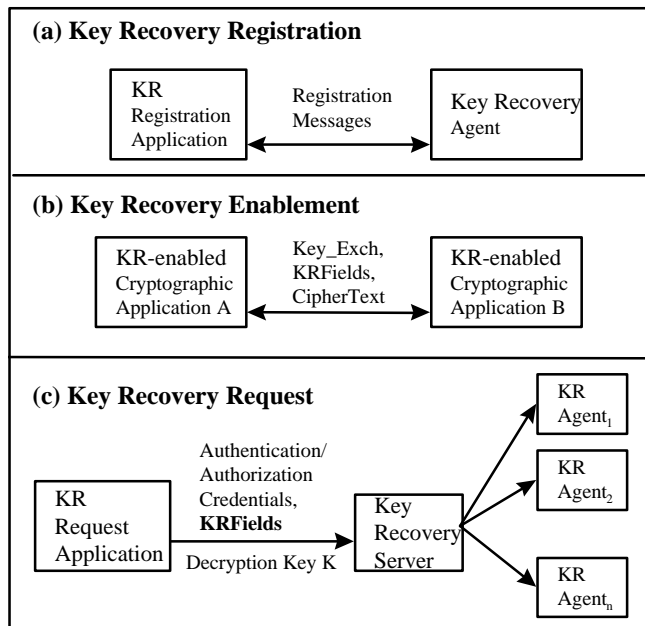 (a) Key Recovery Registration
KR
Registration
Application
Registration
Messages
Key Recovery
Agent
(b) Key Recovery Enablement
KR-enabled
Cryptographic
Application A
Key_Exch,
KRFields,
CipherText
KR-enabled
Cryptographic
Application B
(c) Key Recovery Request
KR
Request
Application
Authentication/
Authorization
Credentials,
KRFields
Decryption Key K
Key
Recovery
Server
KR
Agent1
KR
Agent2
KR
Agentn